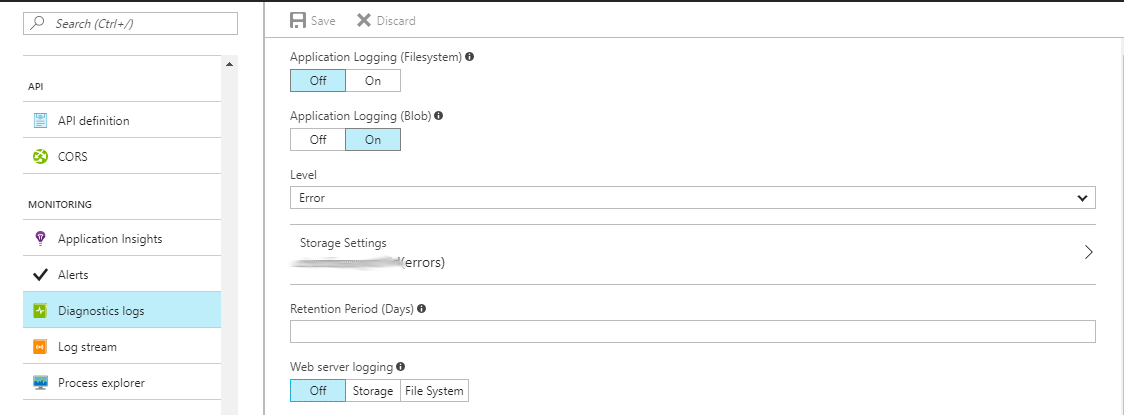 Search (Ctrl+/)
API
API definition
CORS
MONITORING
Application Insights
Alerts
Diagnostics logs
Log stream
Process explorer
Save Discard
Application Logging (Filesystem)
Off On
Application Logging (Blob)
Off On
Level
Error
Storage Settings
(errors)
Retention Period (Days)
Web server logging
Off Storage File System